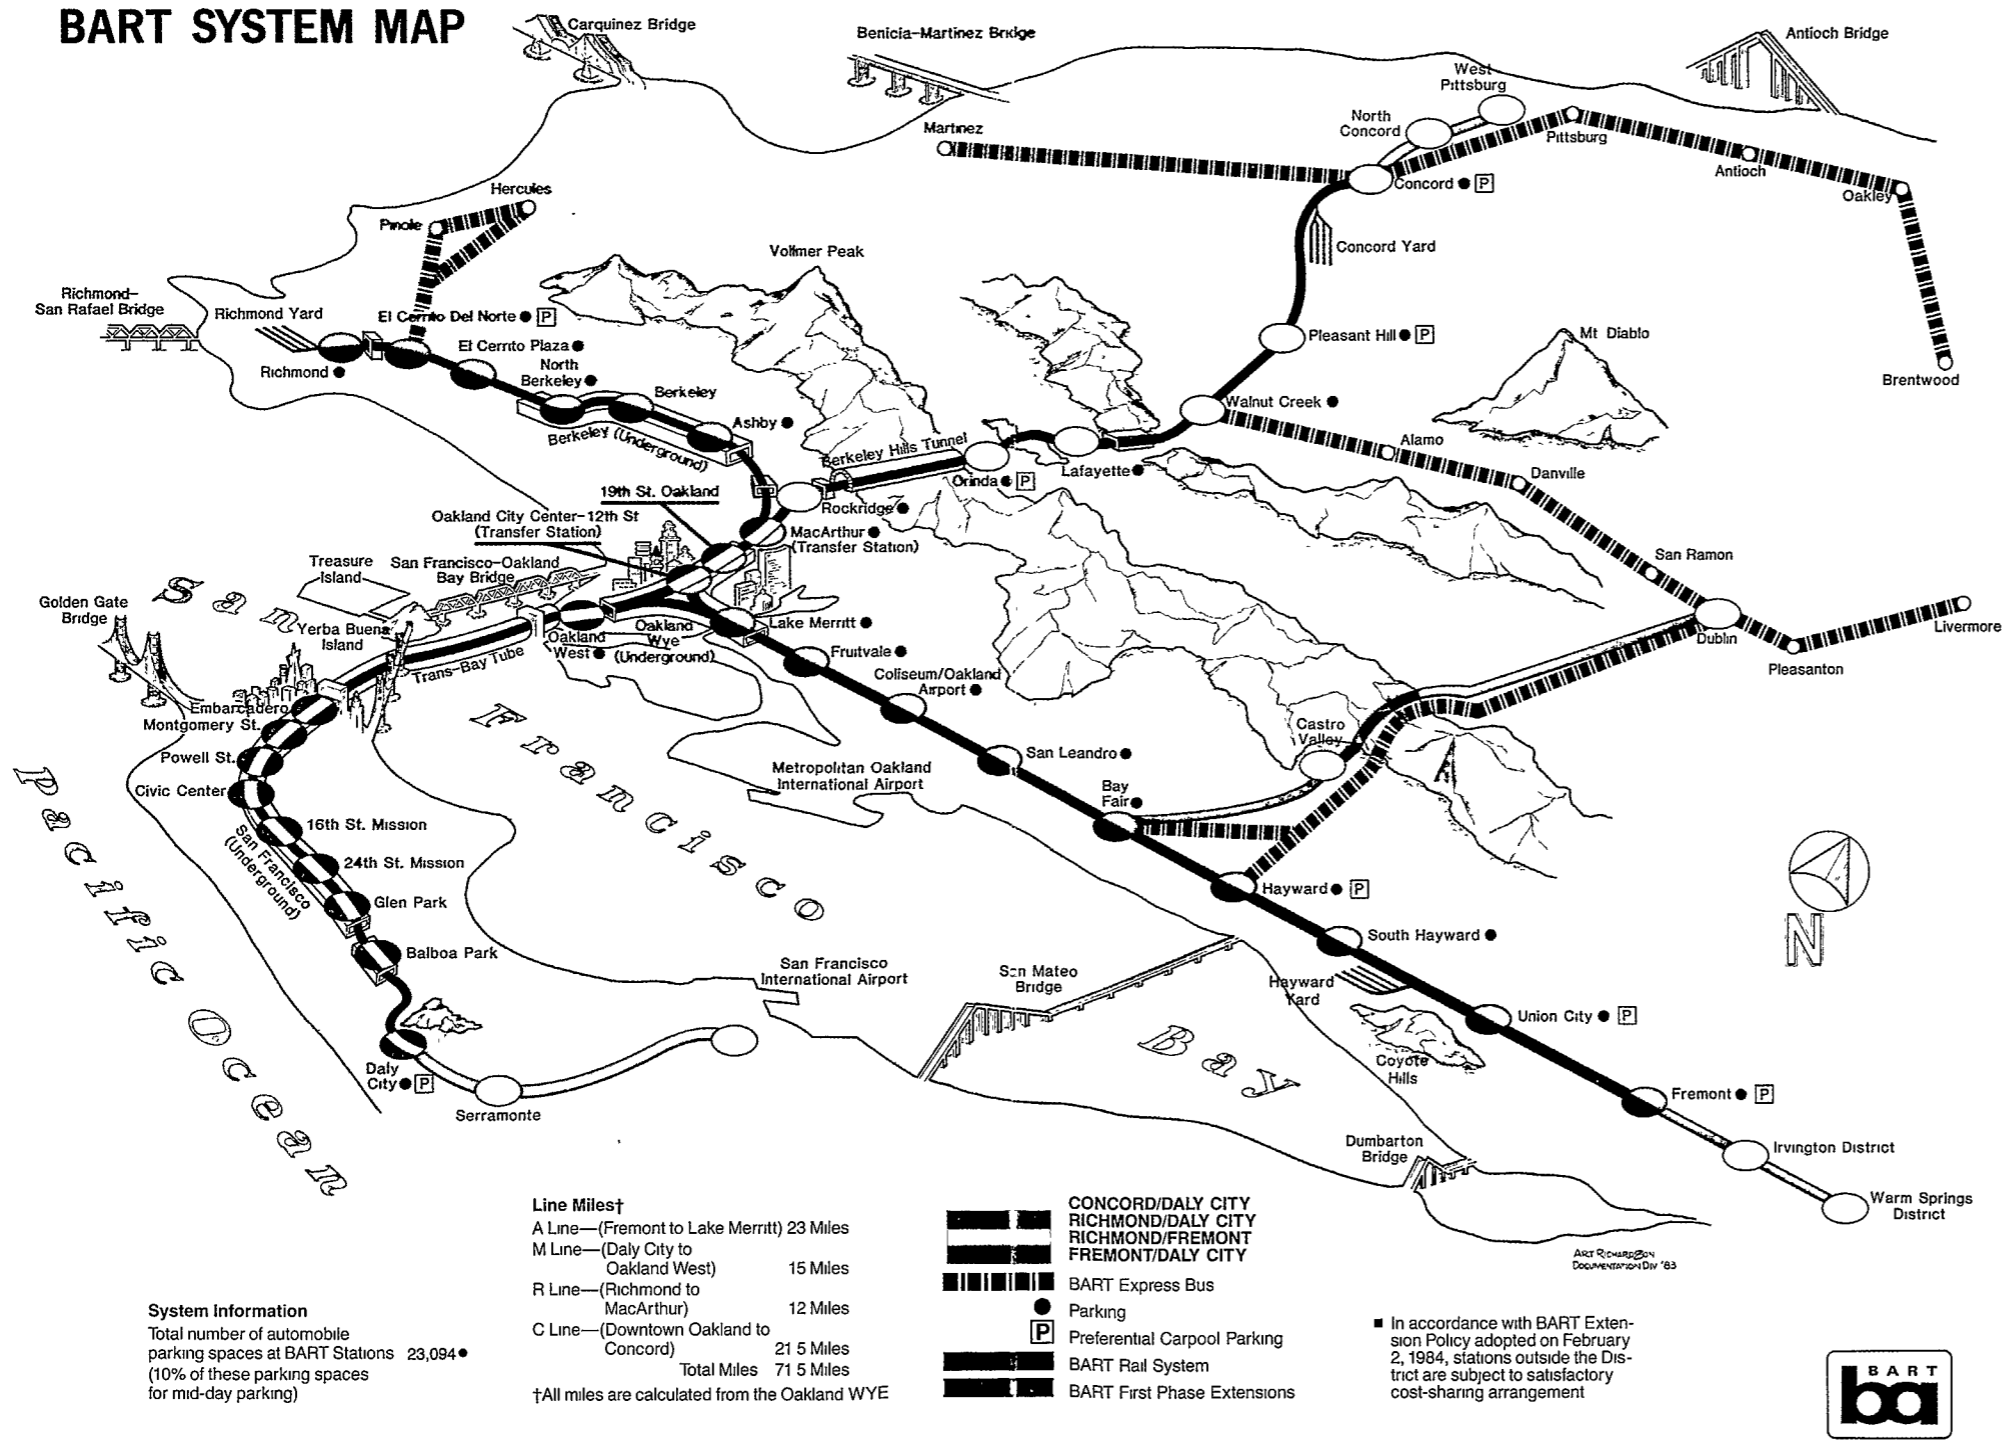 BART SYSTEM MAP
Carquinez Bridge
Benicia-Martinez Bridge
Antioch Bridge
West
Pittsburg
North
Concord
Martinez
Pittsburg
Antioch
Oakley
Concord ● P
Brentwood
Hercules
Pinole
Concord Yard
Vollmer Peak
Richmond-
San Rafael Bridge
Richmond Yard
El Cerrito Del Norte ● P
El Cerrito Plaza ●
Richmond ●
North
Berkeley ●
Berkeley
Ashby ●
Berkeley (Underground)
Pleasant Hill ● P
Mt Diablo
Walnut Creek ●
Alamo
Danville
San Ramon
Berkeley Hills Tunnel
Lafayette ●
Orinda ● P
Rockridge ●
19th St. Oakland
Oakland City Center-12th St
(Transfer Station)
MacArthur ●
(Transfer Station)
Treasure
Island
San Francisco-Oakland
Bay Bridge
Golden Gate
Bridge
Yerba Buena
Island
Trans-Bay Tube
Oakland
West ●
Oakland
Wye
(Underground)
Lake Merritt ●
Fruitvale ●
Coliseum/Oakland
Airport ●
Dublin
Pleasanton
Livermore
Embarcadero
Montgomery St.
Powell St.
Civic Center
16th St. Mission
24th St. Mission
Glen Park
Balboa Park
San Francisco
(Underground)
San Francisco Bay
Pacific Ocean
San Leandro ●
Castro
Valley
Metropolitan Oakland
International Airport
Bay
Fair ●
Hayward ● P
South Hayward ●
Hayward
Yard
San Francisco
International Airport
San Mateo
Bridge
Union City ● P
Coyote
Hills
Daly
City ● P
Serramonte
Fremont ● P
Irvington District
Warm Springs
District
Dumbarton
Bridge
N
ART RICHARDSON
DOCUMENTATION DIV '83
System Information
Total number of automobile
parking spaces at BART Stations 23,094 ●
(10% of these parking spaces
for mid-day parking)
Line Miles†
A Line—(Fremont to Lake Merritt) 23 Miles
M Line—(Daly City to
Oakland West) 15 Miles
R Line—(Richmond to
MacArthur) 12 Miles
C Line—(Downtown Oakland to
Concord) 21 5 Miles
Total Miles 71 5 Miles
†All miles are calculated from the Oakland WYE
CONCORD/DALY CITY
RICHMOND/DALY CITY
RICHMOND/FREMONT
FREMONT/DALY CITY
BART Express Bus
● Parking
P Preferential Carpool Parking
BART Rail System
BART First Phase Extensions
■ In accordance with BART Exten-
sion Policy adopted on February
2, 1984, stations outside the Dis-
trict are subject to satisfactory
cost-sharing arrangement
BART
ba